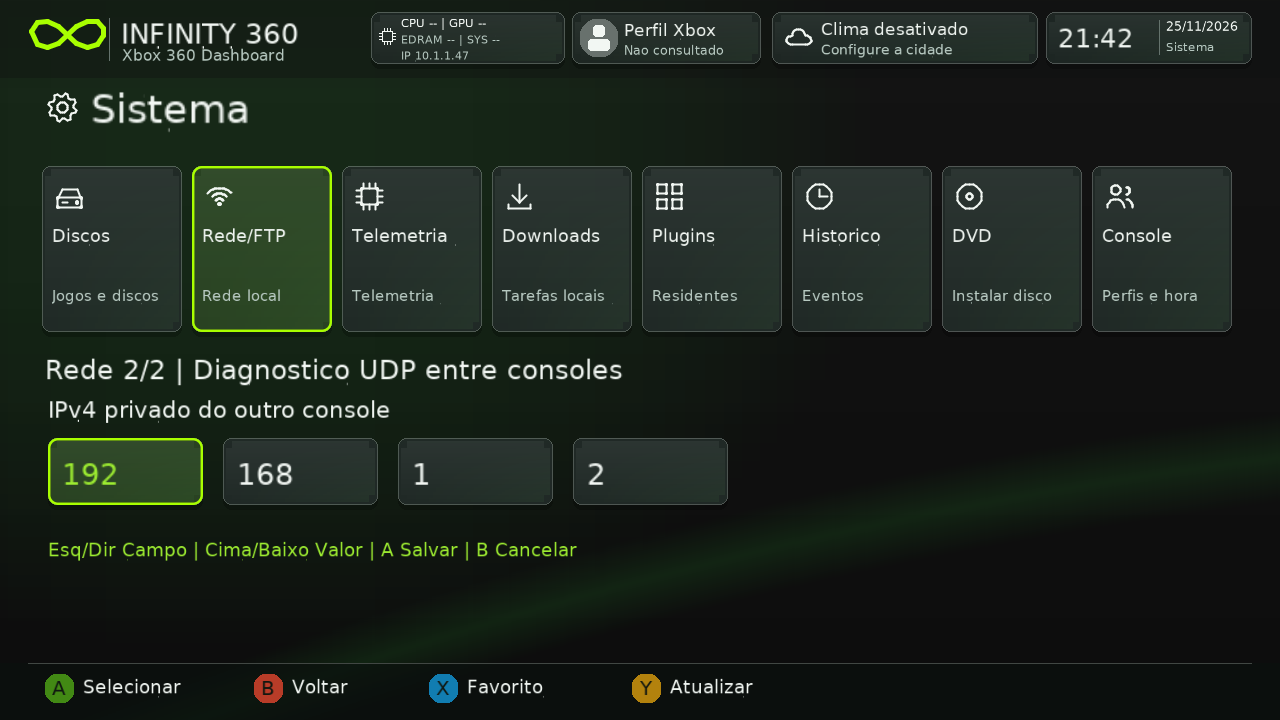 INFINITY 360
Xbox 360 Dashboard
CPU -- | GPU --
EDRAM -- | SYS --
IP 10.1.1.47
Perfil Xbox
Nao consultado
Clima desativado
Configure a cidade
21:42
25/11/2026
Sistema
Sistema
Discos
Jogos e discos
Rede/FTP
Rede local
Telemetria
Telemetria
Downloads
Tarefas locais
Plugins
Residentes
Historico
Eventos
DVD
Instalar disco
Console
Perfis e hora
Rede 2/2 | Diagnostico UDP entre consoles
IPv4 privado do outro console
192 168 1 2
Esq/Dir Campo | Cima/Baixo Valor | A Salvar | B Cancelar
A Selecionar B Voltar X Favorito Y Atualizar